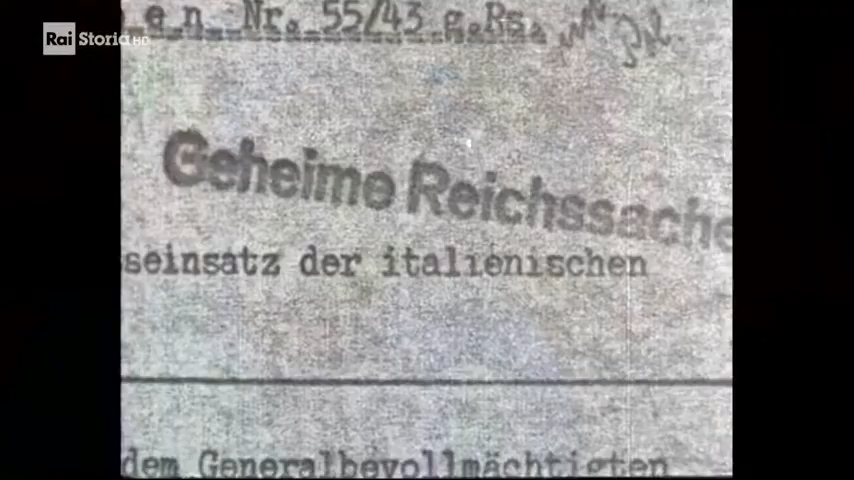 Rai Storia HD
e n Nr. 55/43 g.Rs.
Geheime Reichssache
seinsatz der italienischen
dem Generalbevollmächtigten